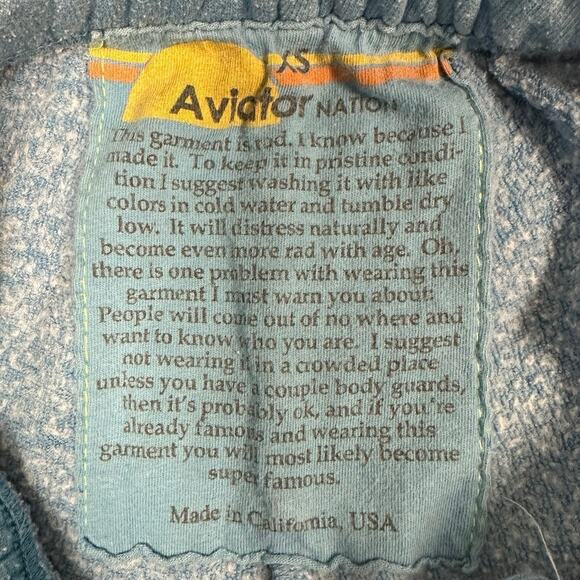 XS
Aviator NATION
This garment is rad. I know because I
made it. To keep it in pristine condi-
tion I suggest washing it with like
colors in cold water and tumble dry
low. It will distress naturally and
become even more rad with age. Oh,
there is one problem with wearing this
garment I must warn you about:
People will come out of no where and
want to know who you are. I suggest
not wearing it in a crowded place
unless you have a couple body guards,
then it's probably ok, and if you're
already famous and wearing this
garment you will most likely become
super famous.
Made in California, USA